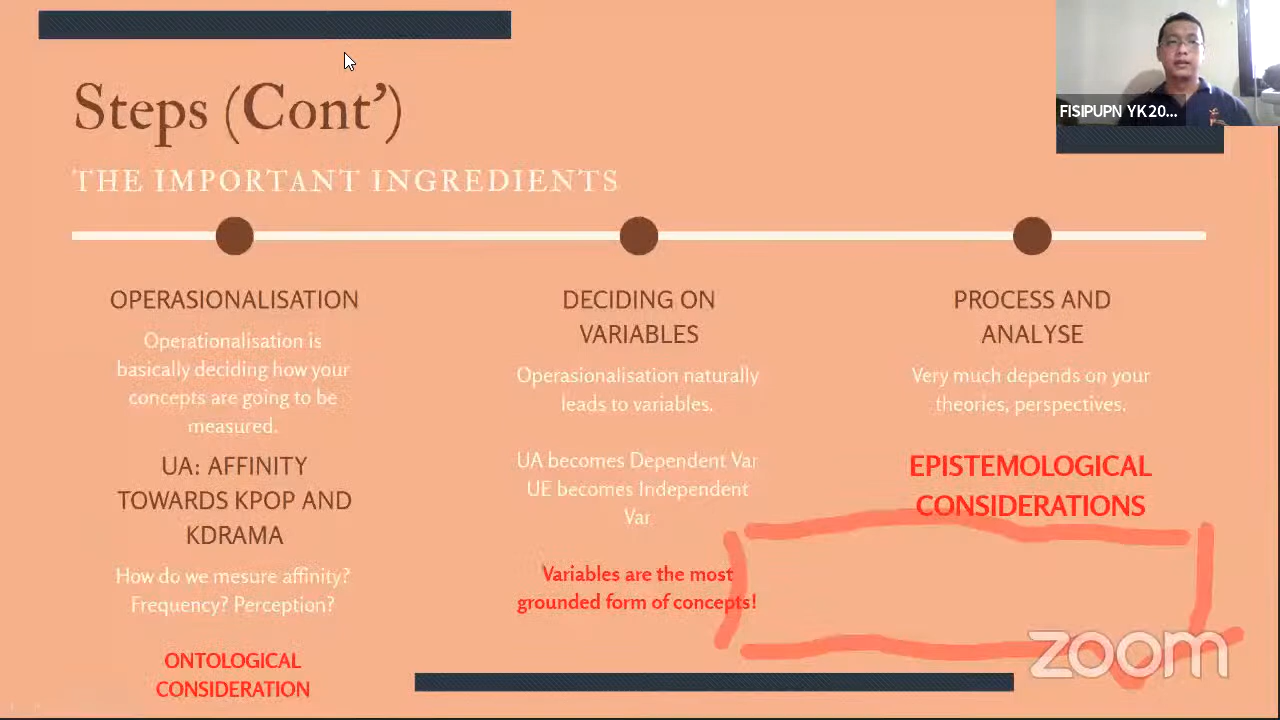 Steps (Cont')
THE IMPORTANT INGREDIENTS
OPERASIONALISATION
Operationalisation is
basically deciding how your
concepts are going to be
measured.
UA: AFFINITY
TOWARDS KPOP AND
KDRAMA
How do we mesure affinity?
Frequency? Perception?
ONTOLOGICAL
CONSIDERATION
DECIDING ON
VARIABLES
Operasionalisation naturally
leads to variables.
UA becomes Dependent Var
UE becomes Independent
Var
Variables are the most
grounded form of concepts!
PROCESS AND
ANALYSE
Very much depends on your
theories, perspectives.
EPISTEMOLOGICAL
CONSIDERATIONS
FISIPUPN YK20...
zoom